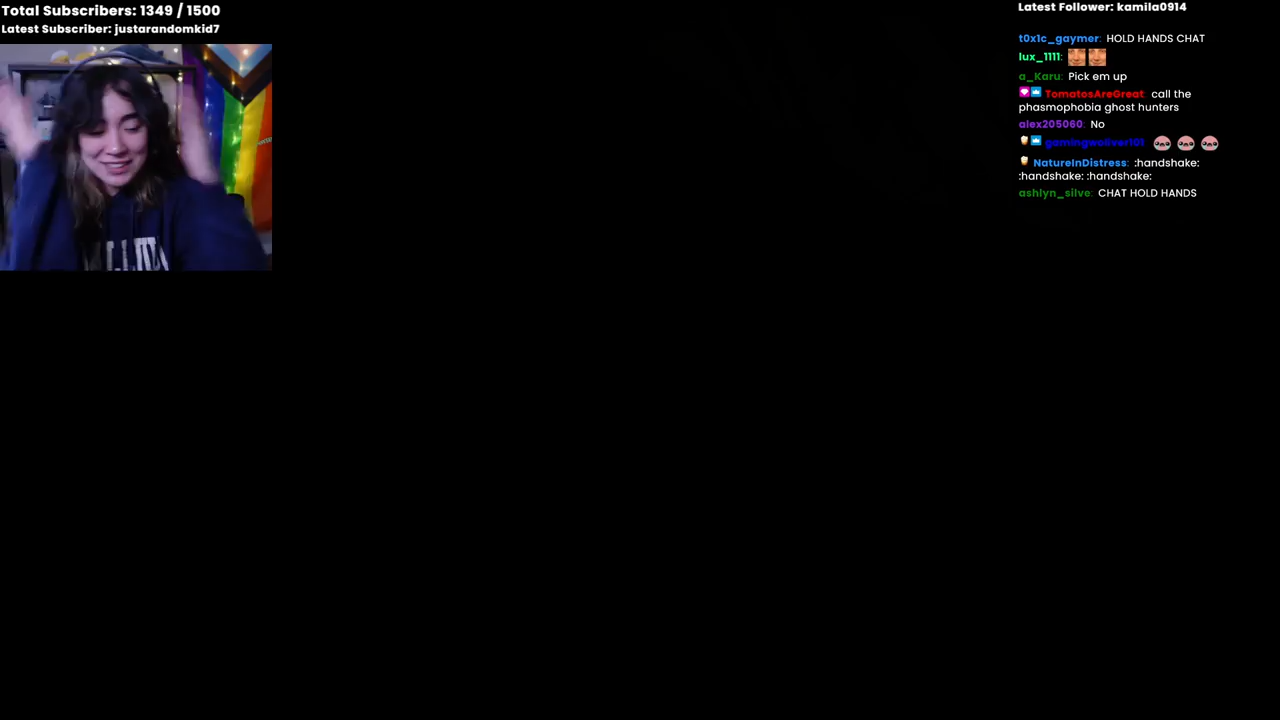 Total Subscribers: 1349 / 1500
Latest Subscriber: justarandomkid7
Latest Follower: kamila0914
t0x1c_gaymer: HOLD HANDS CHAT
lux_1111:
a_Karu: Pick em up
TomatosAreGreat: call the
phasmophobia ghost hunters
alex205060: No
gamingwoliver101
NatureInDistress: :handshake:
:handshake: :handshake:
ashlyn_silve: CHAT HOLD HANDS